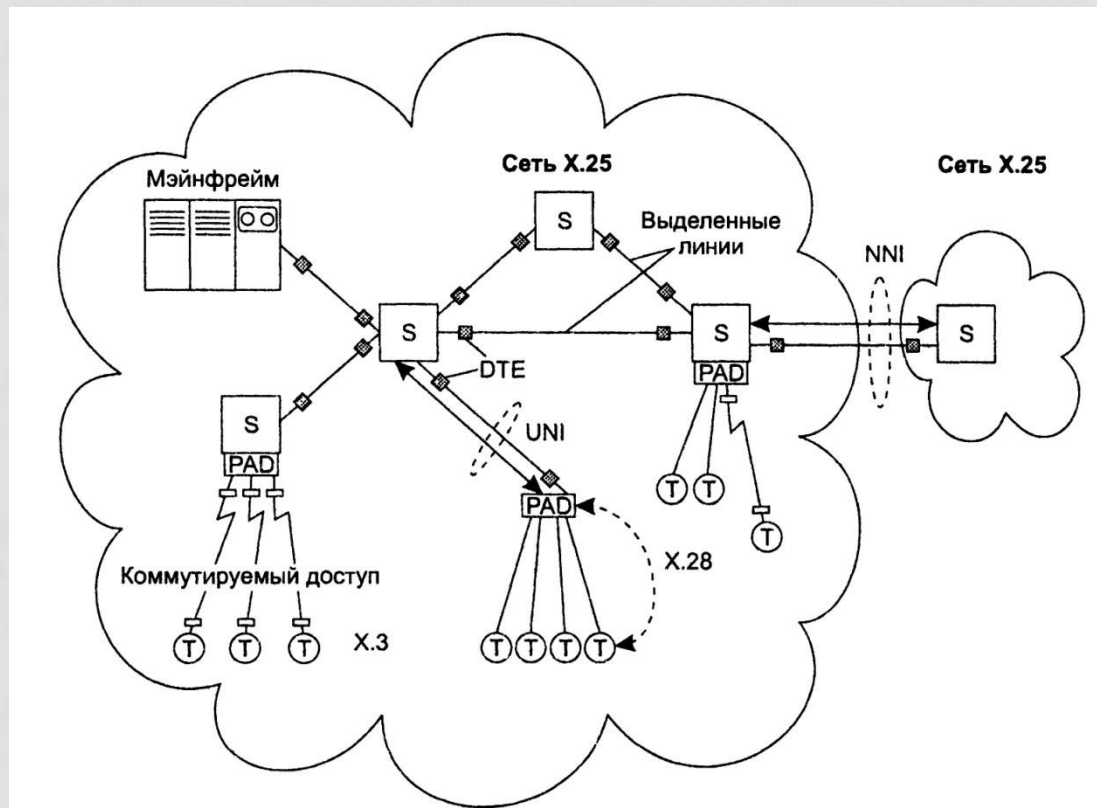 Сеть X.25
Сеть X.25
Мэйнфрейм
S
Выделенные
линии
NNI
S
S
S
DTE
PAD
S
UNI
PAD
PAD
T
T
T
X.28
Коммутируемый доступ
T
T
T
X.3
T
T
T
T